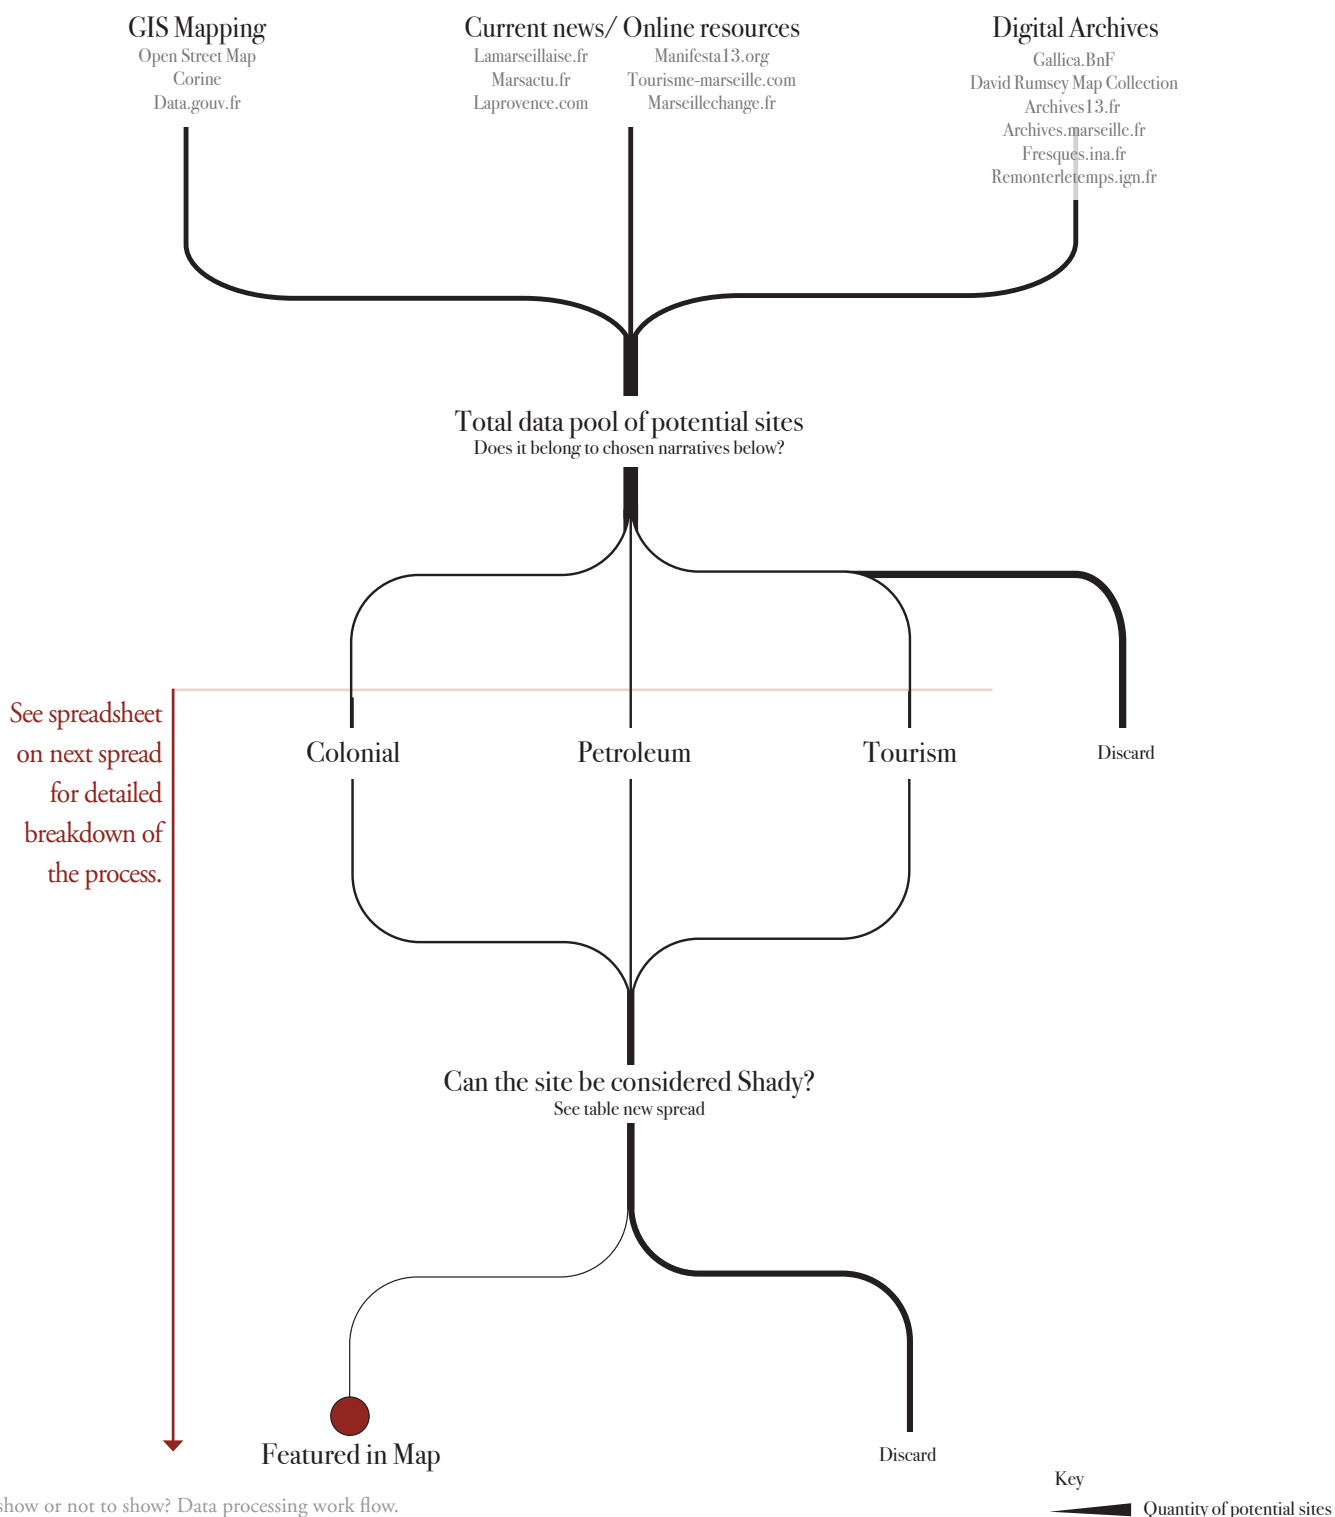 GIS Mapping
Open Street Map
Corine
Data.gouv.fr
Current news/ Online resources
Lamarseillaise.fr
Marsactu.fr
Laprovence.com
Manifesta13.org
Tourisme-marseille.com
Marseillechange.fr
Digital Archives
Gallica.BnF
David Rumsey Map Collection
Archives13.fr
Archives.marseille.fr
Fresques.ina.fr
Remonterletemps.ign.fr
Total data pool of potential sites
Does it belong to chosen narratives below?
See spreadsheet
on next spread
for detailed
breakdown of
the process.
Colonial
Petroleum
Tourism
Discard
Can the site be considered Shady?
See table new spread
Featured in Map
Discard
Key
Quantity of potential sites
show or not to show? Data processing work flow.